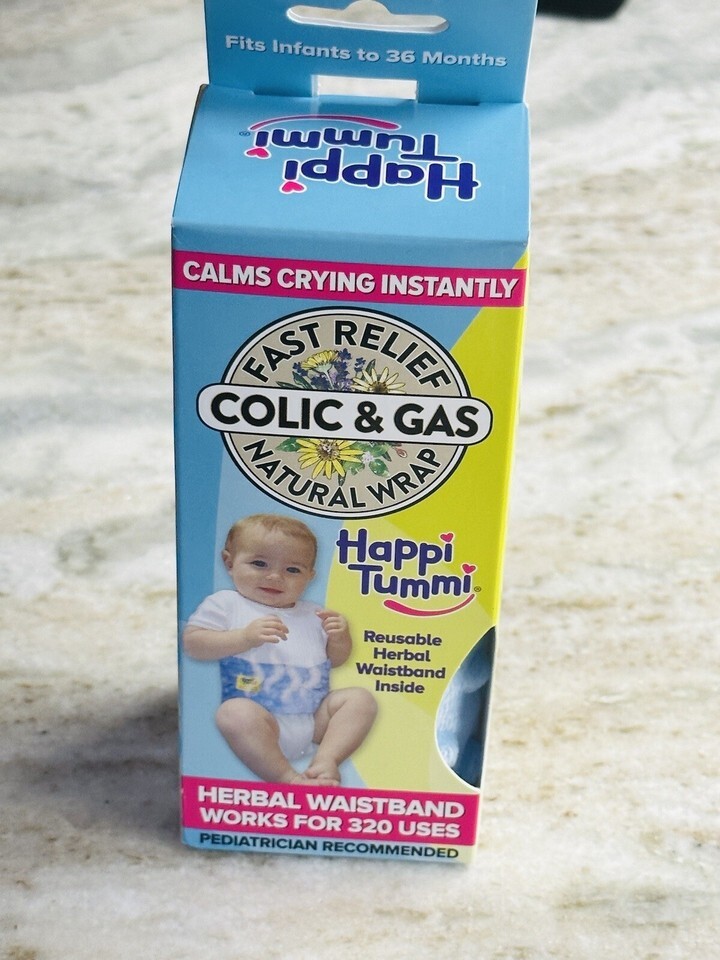 Fits Infants to 36 Months
Happi
Tummi®
CALMS CRYING INSTANTLY
FAST RELIEF
COLIC & GAS
NATURAL WRAP
Happi
Tummi®
Reusable
Herbal
Waistband
Inside
HERBAL WAISTBAND
WORKS FOR 320 USES
PEDIATRICIAN RECOMMENDED